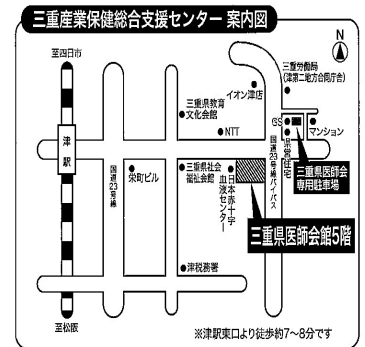 三重産業保健総合支援センター 案内図
N
至四日市
三重労働局
(津第二地方合同庁舎)
イオン津店
三重県教育
文化会館
NTT
GS
マンション
県営住宅
三重県医師会
専用駐車場
津駅
国道23号線
栄町ビル
三重県社会
福祉会館
日本赤十字
血液センター
国道23号線バイパス
三重県医師会館5階
津税務署
至松阪
※津駅東口より徒歩約7〜8分です